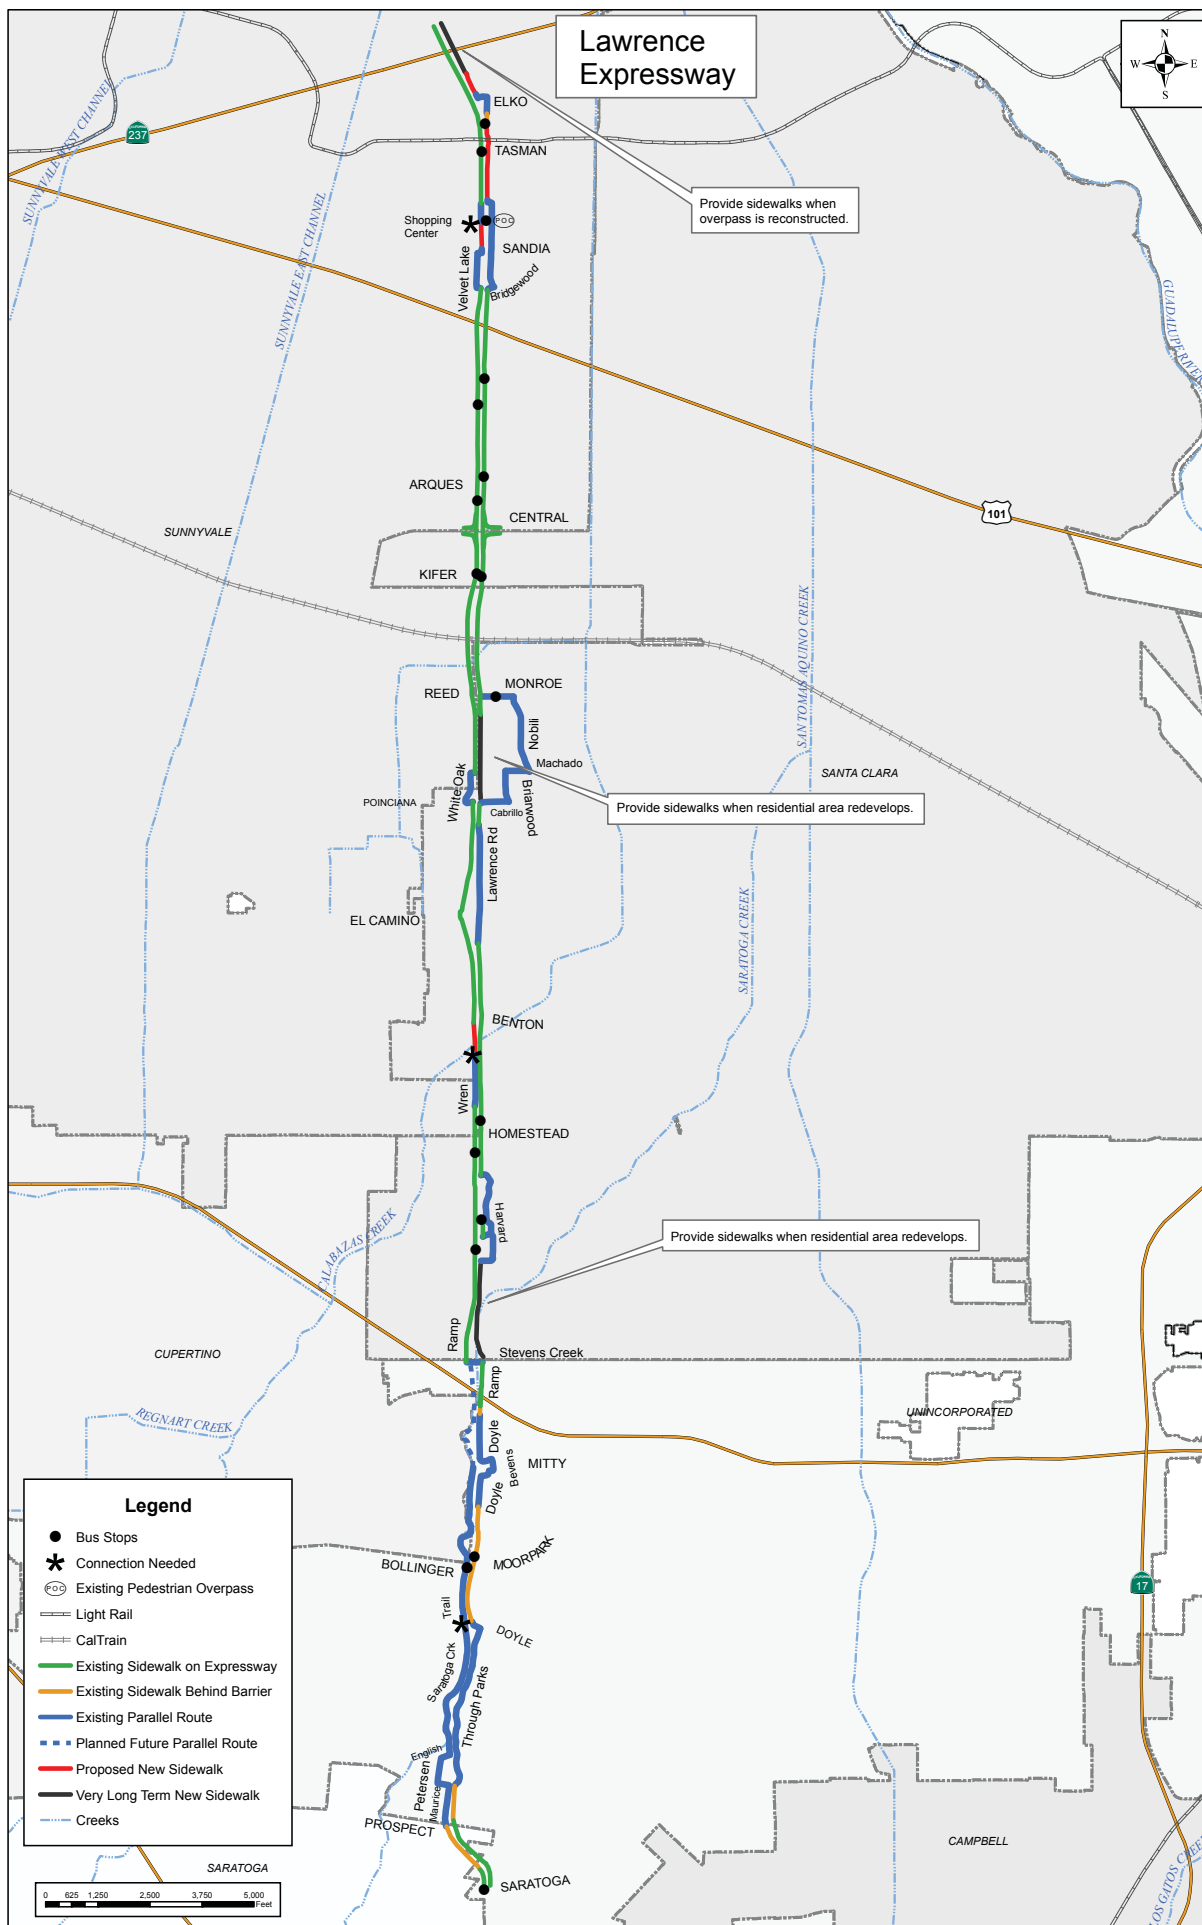 Lawrence
Expressway
N
W E
S
ELKO
237
TASMAN
SUNNYVALE WEST CHANNEL
Provide sidewalks when
overpass is reconstructed.
Shopping
Center
POC
SANDIA
Velvet Lake
Bridgewood
SUNNYVALE EAST CHANNEL
GUADALUPE RIVER
ARQUES
101
CENTRAL
SUNNYVALE
KIFER
SAN TOMAS AQUINO CREEK
REED
MONROE
Nobili
Machado
SANTA CLARA
White Oak
Briarwood
POINCIANA
Cabrillo
Provide sidewalks when residential area redevelops.
Lawrence Rd
EL CAMINO
SARATOGA CREEK
BENTON
Wren
HOMESTEAD
Harvard
CALABAZAS CREEK
Provide sidewalks when residential area redevelops.
Ramp
CUPERTINO
Stevens Creek
Ramp
REGNART CREEK
UNINCORPORATED
Doyle
Bevens
MITTY
Doyle
Legend
Bus Stops
Connection Needed
POC Existing Pedestrian Overpass
Light Rail
CalTrain
Existing Sidewalk on Expressway
Existing Sidewalk Behind Barrier
Existing Parallel Route
Planned Future Parallel Route
Proposed New Sidewalk
Very Long Term New Sidewalk
Creeks
MOORPARK
BOLLINGER
17
Trail
DOYLE
Saratoga Crk
Through Parks
English
Petersen
Maurice
PROSPECT
CAMPBELL
SARATOGA
SARATOGA
LOS GATOS CREEK
0 625 1,250 2,500 3,750 5,000
Feet